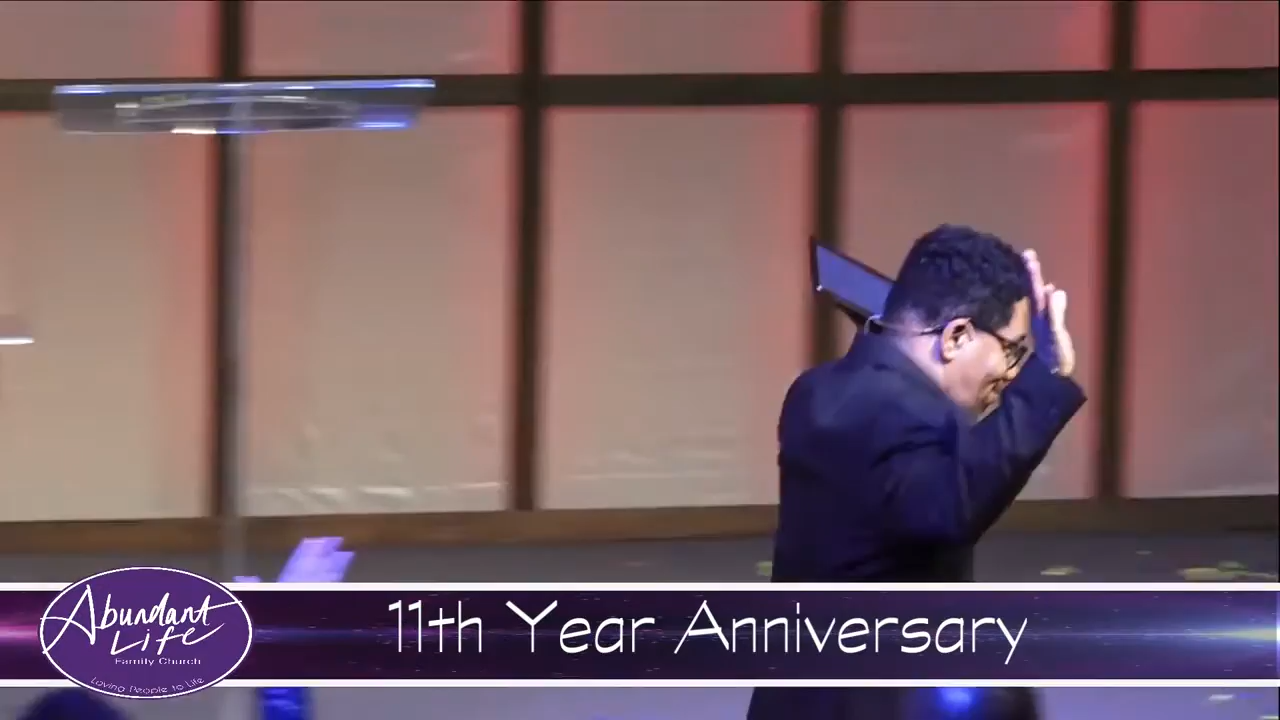 Abundant
Life
Family Church
Loving People to Life
11th Year Anniversary